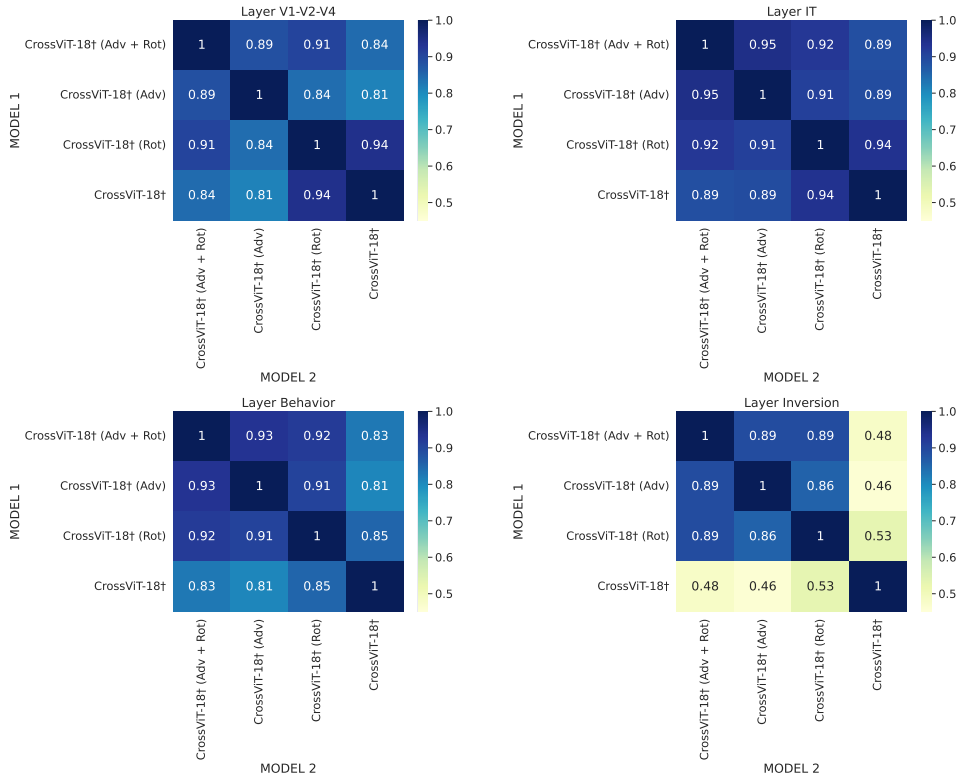 Layer V1-V2-V4
MODEL 1
CrossViT-18† (Adv + Rot)
CrossViT-18† (Adv)
CrossViT-18† (Rot)
CrossViT-18†
1 0.89 0.91 0.84
0.89 1 0.84 0.81
0.91 0.84 1 0.94
0.84 0.81 0.94 1
CrossViT-18† (Adv + Rot)
CrossViT-18† (Adv)
CrossViT-18† (Rot)
CrossViT-18†
MODEL 2
1.0
0.9
0.8
0.7
0.6
0.5
Layer IT
MODEL 1
CrossViT-18† (Adv + Rot)
CrossViT-18† (Adv)
CrossViT-18† (Rot)
CrossViT-18†
1 0.95 0.92 0.89
0.95 1 0.91 0.89
0.92 0.91 1 0.94
0.89 0.89 0.94 1
CrossViT-18† (Adv + Rot)
CrossViT-18† (Adv)
CrossViT-18† (Rot)
CrossViT-18†
MODEL 2
1.0
0.9
0.8
0.7
0.6
0.5
Layer Behavior
MODEL 1
CrossViT-18† (Adv + Rot)
CrossViT-18† (Adv)
CrossViT-18† (Rot)
CrossViT-18†
1 0.93 0.92 0.83
0.93 1 0.91 0.81
0.92 0.91 1 0.85
0.83 0.81 0.85 1
CrossViT-18† (Adv + Rot)
CrossViT-18† (Adv)
CrossViT-18† (Rot)
CrossViT-18†
MODEL 2
1.0
0.9
0.8
0.7
0.6
0.5
Layer Inversion
MODEL 1
CrossViT-18† (Adv + Rot)
CrossViT-18† (Adv)
CrossViT-18† (Rot)
CrossViT-18†
1 0.89 0.89 0.48
0.89 1 0.86 0.46
0.89 0.86 1 0.53
0.48 0.46 0.53 1
CrossViT-18† (Adv + Rot)
CrossViT-18† (Adv)
CrossViT-18† (Rot)
CrossViT-18†
MODEL 2
1.0
0.9
0.8
0.7
0.6
0.5